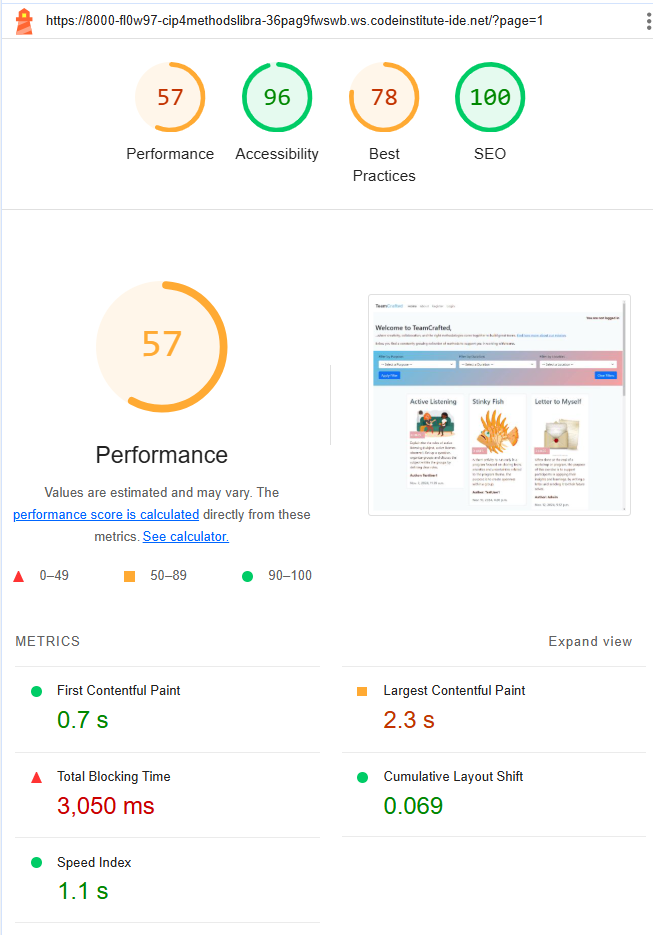 https://8000-fl0w97-cip4methodslibra-36pag9fwswb.ws.codeinstitute-ide.net/?page=1
57
96
78
100
Performance
Accessibility
Best
Practices
SEO
57
Performance
Values are estimated and may vary. The
performance score is calculated directly from these
metrics. See calculator.
0–49
50–89
90–100
TeamCrafted
Welcome to TeamCrafted,
Apply Filter
Clear Filters
Active Listening
Stinky Fish
Letter to Myself
METRICS
Expand view
First Contentful Paint
0.7 s
Largest Contentful Paint
2.3 s
Total Blocking Time
3,050 ms
Cumulative Layout Shift
0.069
Speed Index
1.1 s